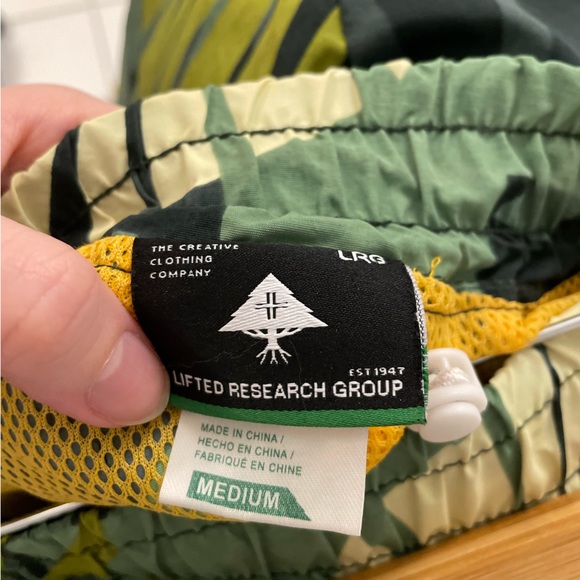 THE CREATIVE
CLOTHING
COMPANY
LRG
EST 1947
LIFTED RESEARCH GROUP
MADE IN CHINA /
HECHO EN CHINA /
FABRIQUÉ EN CHINE
MEDIUM